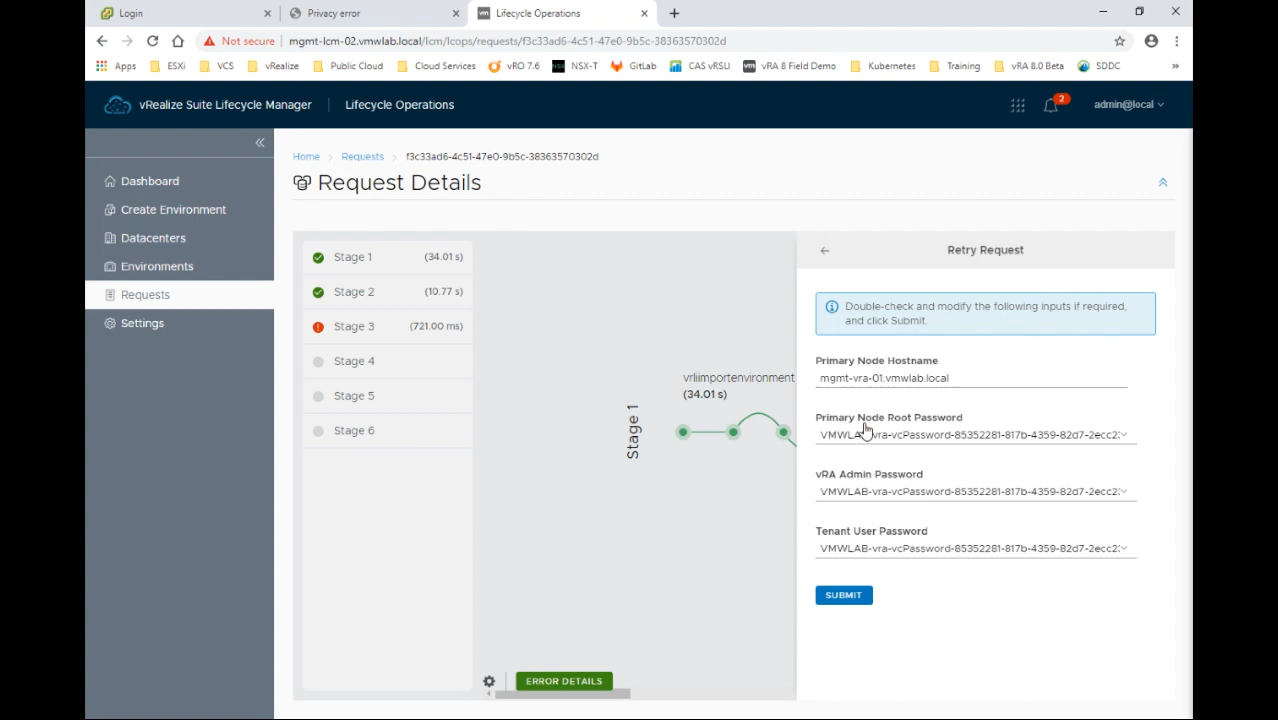 Login
Privacy error
vm
Lifecycle Operations
Not secure
mgmt-lcm-02.vmwlab.local/lcm/lcops/requests/f3c33ad6-4c51-47e0-9b5c-38363570302d
Apps
ESXi
VCS
vRealize
Public Cloud
Cloud Services
vRO 7.6
NSX
NSX-T
GitLab
CAS vRSLI
vm
vRA 8 Field Demo
Kubernetes
Training
vRA 8.0 Beta
SDDC
vRealize Suite Lifecycle Manager
Lifecycle Operations
2
admin@local
Dashboard
Create Environment
Datacenters
Environments
Requests
Settings
Home > Requests > f3c33ad6-4c51-47e0-9b5c-38363570302d
Request Details
Stage 1 (34.01 s)
Stage 2 (10.77 s)
Stage 3 (721.00 ms)
Stage 4
Stage 5
Stage 6
Stage 1
vrliimportenvironment
(34.01 s)
ERROR DETAILS
Retry Request
Double-check and modify the following inputs if required,
and click Submit.
Primary Node Hostname
mgmt-vra-01.vmwlab.local
Primary Node Root Password
VMWLAB-vra-vcPassword-85352281-817b-4359-82d7-2ecc2
vRA Admin Password
VMWLAB-vra-vcPassword-85352281-817b-4359-82d7-2ecc2
Tenant User Password
VMWLAB-vra-vcPassword-85352281-817b-4359-82d7-2ecc2
SUBMIT